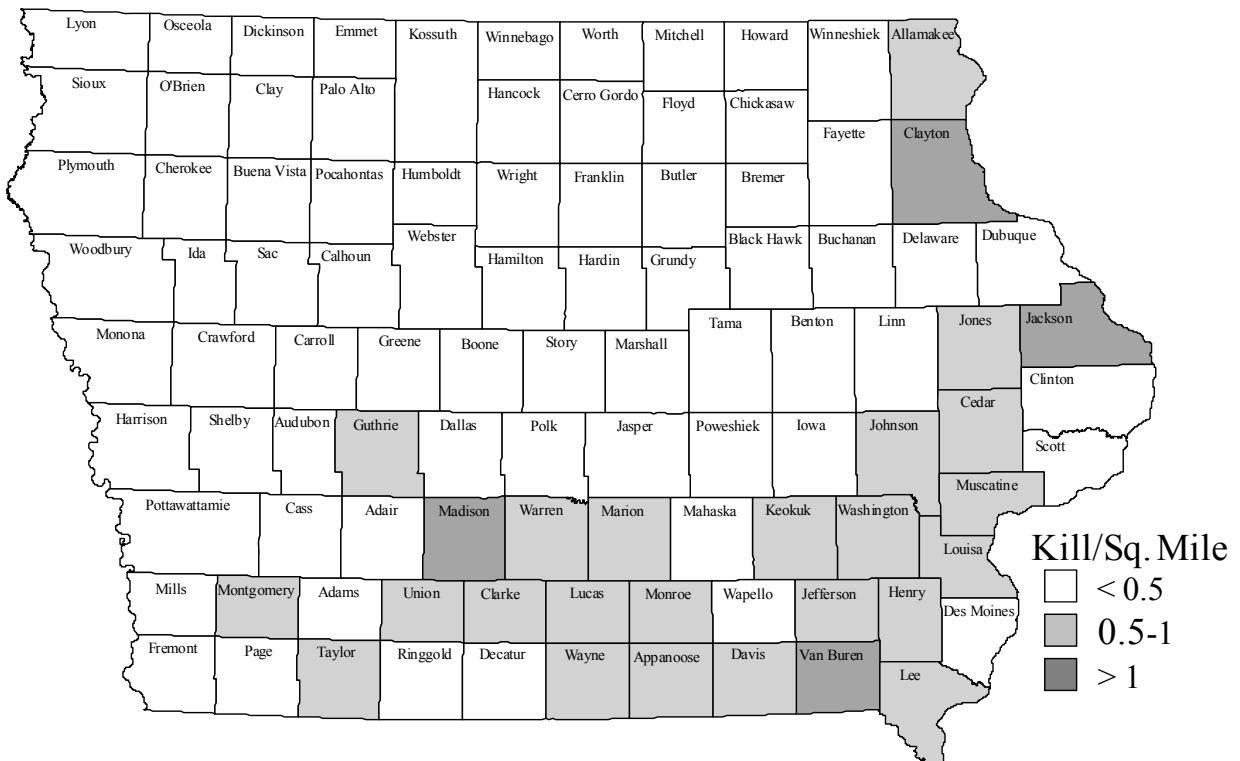 Lyon
Osceola
Dickinson
Emmet
Kossuth
Winnebago
Worth
Mitchell
Howard
Winneshiek
Allamakee
Sioux
O'Brien
Clay
Palo Alto
Hancock
Cerro Gordo
Floyd
Chickasaw
Fayette
Clayton
Plymouth
Cherokee
Buena Vista
Pocahontas
Humboldt
Wright
Franklin
Butler
Bremer
Woodbury
Ida
Sac
Calhoun
Webster
Hamilton
Hardin
Grundy
Black Hawk
Buchanan
Delaware
Dubuque
Monona
Crawford
Carroll
Greene
Boone
Story
Marshall
Tama
Benton
Linn
Jones
Jackson
Clinton
Harrison
Shelby
Audubon
Guthrie
Dallas
Polk
Jasper
Poweshiek
Iowa
Johnson
Cedar
Scott
Pottawattamie
Cass
Adair
Madison
Warren
Marion
Mahaska
Keokuk
Washington
Muscatine
Louisa
Mills
Montgomery
Adams
Union
Clarke
Lucas
Monroe
Wapello
Jefferson
Henry
Des Moines
Fremont
Page
Taylor
Ringgold
Decatur
Wayne
Appanoose
Davis
Van Buren
Lee
Kill/Sq. Mile
< 0.5
0.5-1
> 1